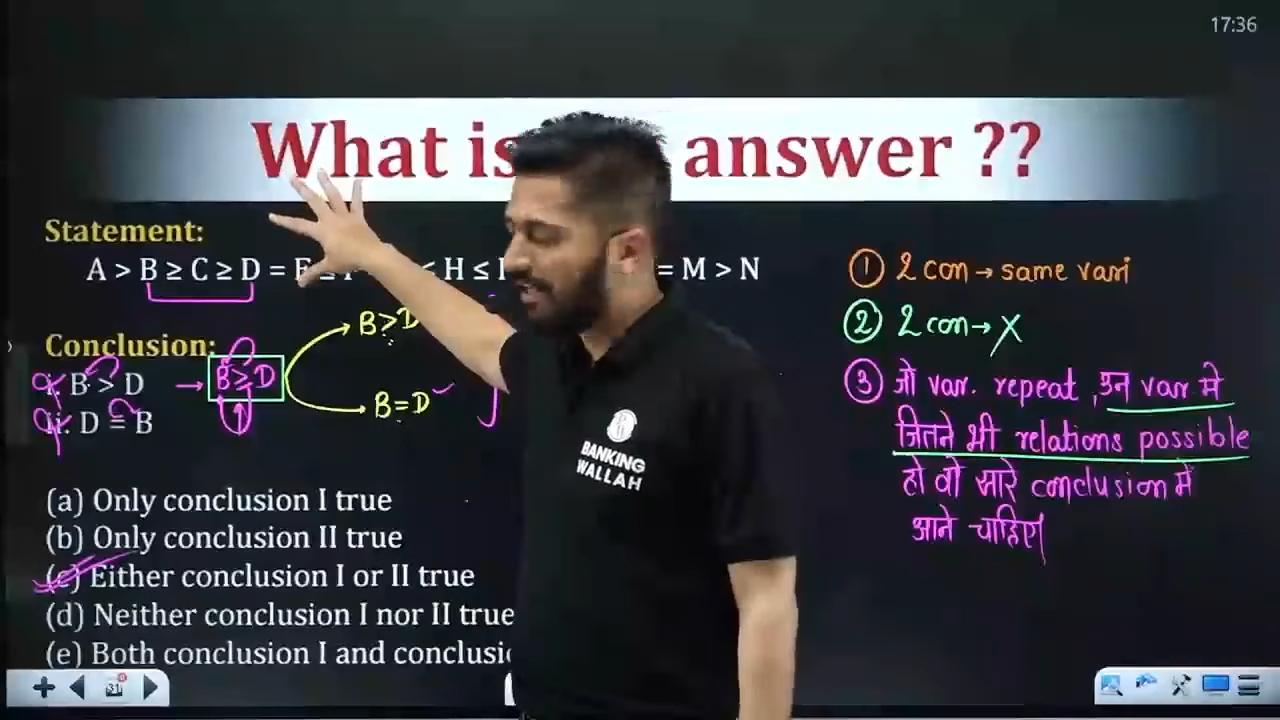 17:36
What is answer ??
Statement:
A > B ≥ C ≥ D = ≤ H ≤ = M > N
Conclusion:
i. B > D → B ≥ D
B > D
B = D
ii. D = B
(a) Only conclusion I true
(b) Only conclusion II true
(c) Either conclusion I or II true
(d) Neither conclusion I nor II true
(e) Both conclusion I and
① 2 con → same vari
② 2 con → X
③ जो var. repeat , उन var मे
जितने भी relations possible
हो वो सारे conclusion में
आने चाहिए।
BANKING
WALLAH
31